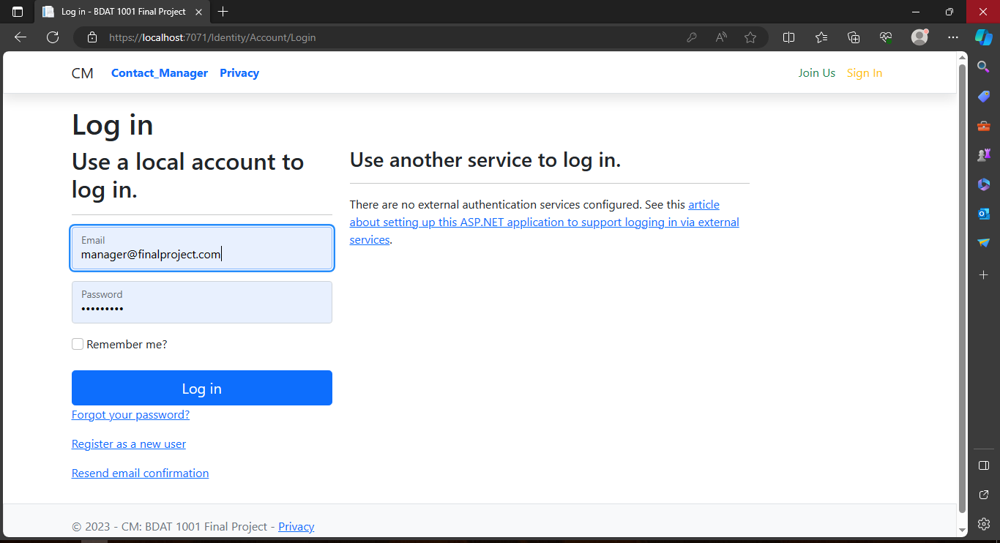 Log in - BDAT 1001 Final Project
https://localhost:7071/Identity/Account/Login
CM Contact_Manager Privacy Join Us Sign In
Log in
Use a local account to
log in.
Email
manager@finalproject.com
Password
•••••••••
Remember me?
Log in
Forgot your password?
Register as a new user
Resend email confirmation
Use another service to log in.
There are no external authentication services configured. See this article
about setting up this ASP.NET application to support logging in via external
services.
© 2023 - CM: BDAT 1001 Final Project - Privacy